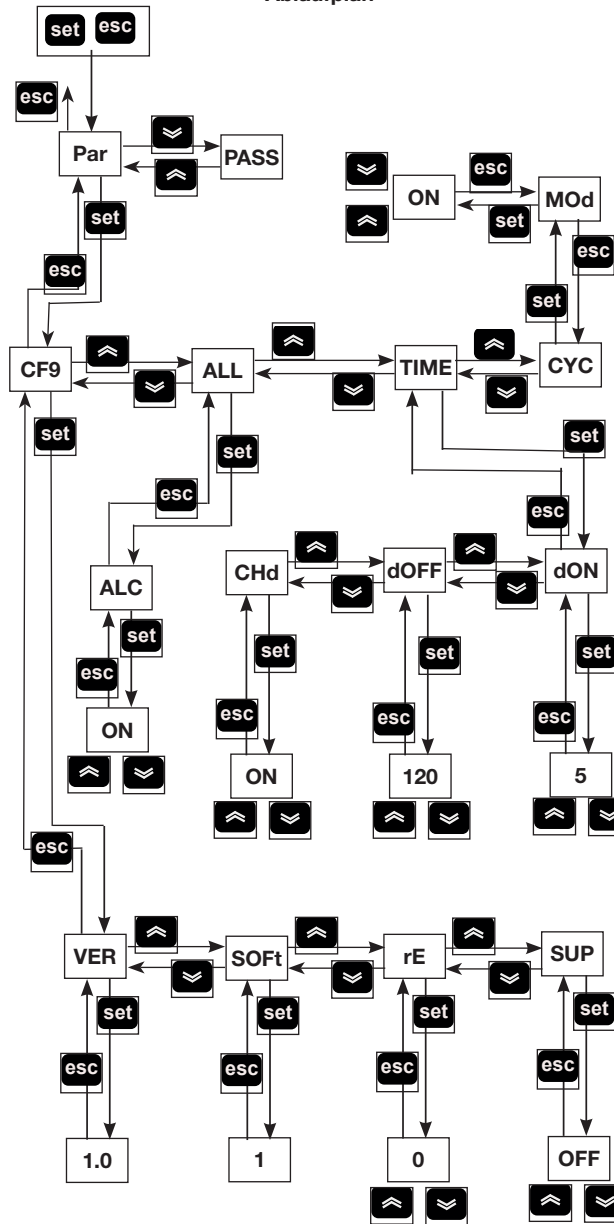 Ablaufplan
set esc
esc
Par PASS
set
esc
ON esc MOd
set
esc
set
CF9 ALL TIME CYC
set set set
esc esc
CHd dOFF dON
ALC
set set set set
esc esc esc esc
ON ON 120 5
esc
VER SOFt rE SUP
set set set set
esc esc esc esc
1.0 1 0 OFF